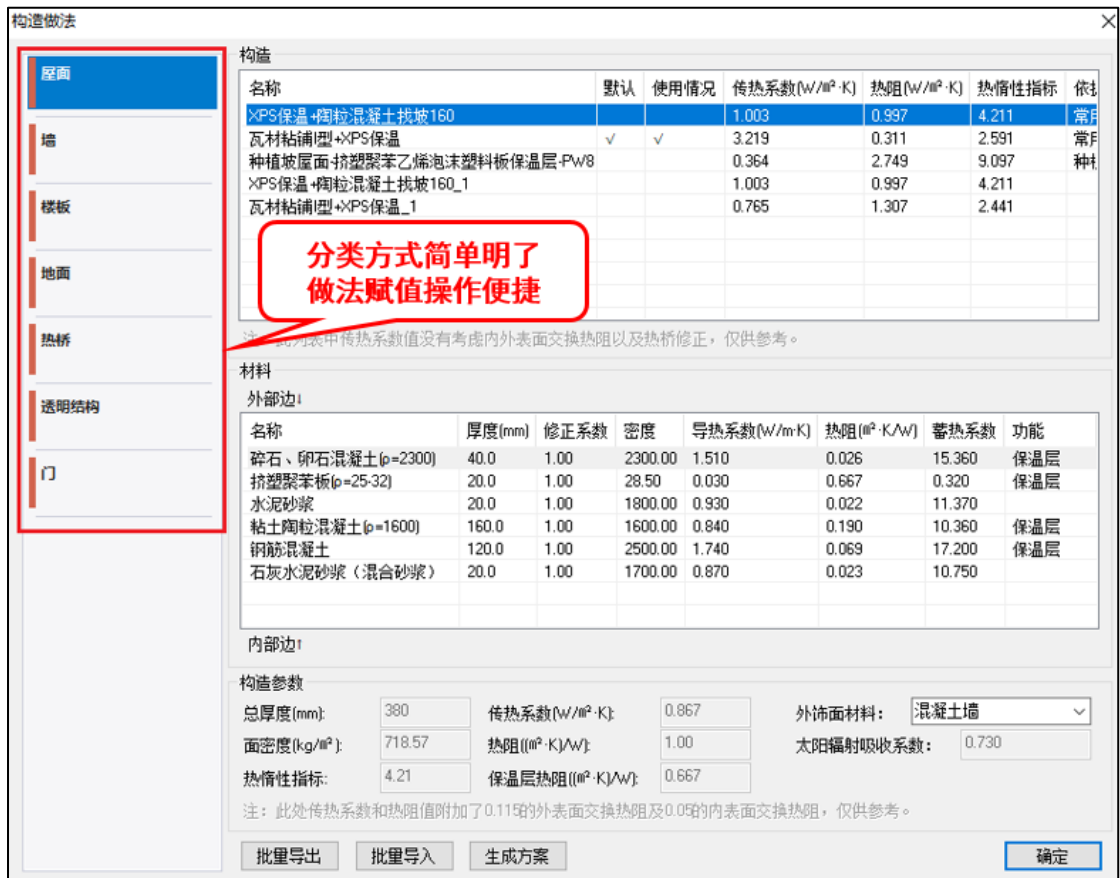 构造做法
屋面
墙
楼板
地面
热桥
透明结构
门
构造
名称 默认 使用情况 传热系数(W/㎡·K) 热阻(W/㎡·K) 热惰性指标
XPS保温+陶粒混凝土找坡160 1.003 0.997 4.211
瓦材粘铺I型+XPS保温 √ √ 3.219 0.311 2.591
种植坡屋面-挤塑聚苯乙烯泡沫塑料板保温层-PW8 0.364 2.749 9.097
XPS保温+陶粒混凝土找坡160_1 1.003 0.997 4.211
瓦材粘铺I型+XPS保温_1 0.765 1.307 2.441
分类方式简单明了
做法赋值操作便捷
注：此列表中传热系数值没有考虑内外表面交换热阻以及热桥修正，仅供参考。
材料
外部边↓
名称 厚度(mm) 修正系数 密度 导热系数(W/m·K) 热阻(㎡·K/W) 蓄热系数 功能
碎石、卵石混凝土(ρ=2300) 40.0 1.00 2300.00 1.510 0.026 15.360 保温层
挤塑聚苯板(ρ=25-32) 20.0 1.00 28.50 0.030 0.667 0.320 保温层
水泥砂浆 20.0 1.00 1800.00 0.930 0.022 11.370
粘土陶粒混凝土(ρ=1600) 160.0 1.00 1600.00 0.840 0.190 10.360 保温层
钢筋混凝土 120.0 1.00 2500.00 1.740 0.069 17.200 保温层
石灰水泥砂浆（混合砂浆） 20.0 1.00 1700.00 0.870 0.023 10.750
内部边↑
构造参数
总厚度(mm): 380 传热系数(W/㎡·K): 0.867 外饰面材料： 混凝土墙
面密度(kg/㎡): 718.57 热阻((㎡·K)/W): 1.00 太阳辐射吸收系数： 0.730
热惰性指标: 4.21 保温层热阻((㎡·K)/W): 0.667
注：此处传热系数和热阻值附加了0.115的外表面交换热阻及0.05的内表面交换热阻，仅供参考。
批量导出 批量导入 生成方案 确定